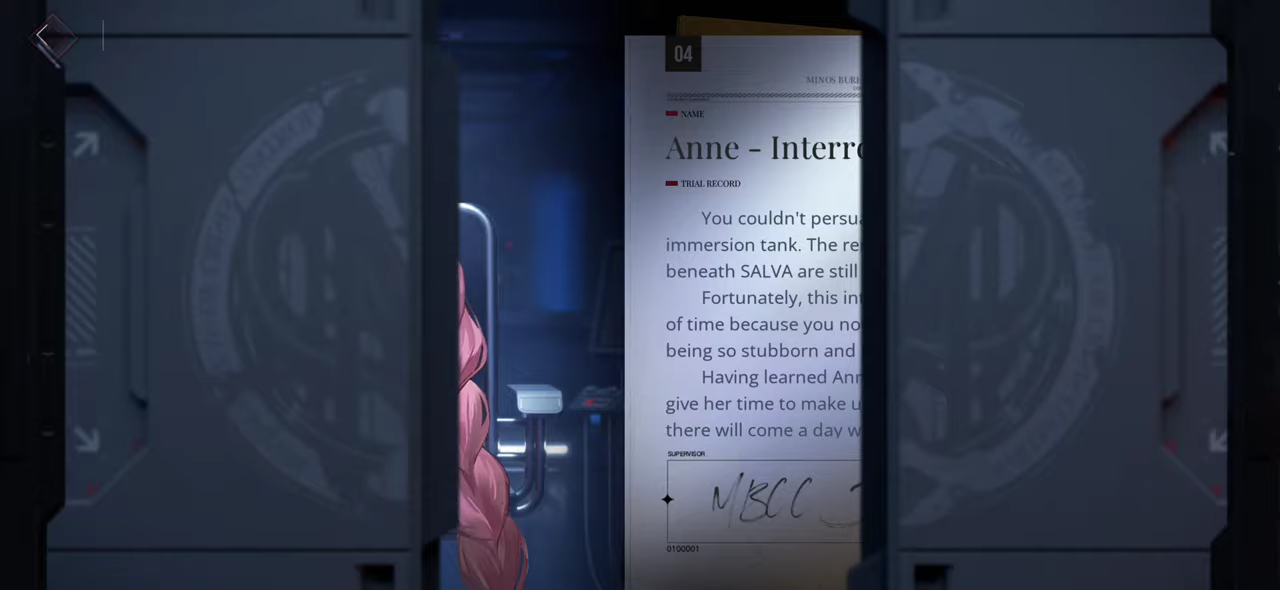 04
MINOS
NAME
Anne - Interro
TRIAL RECORD
You couldn't persua
immersion tank. The re
beneath SALVA are still
Fortunately, this in
of time because you no
being so stubborn and
Having learned Ann
give her time to make u
there will come a day w
SUPERVISOR
MBCC
0100001